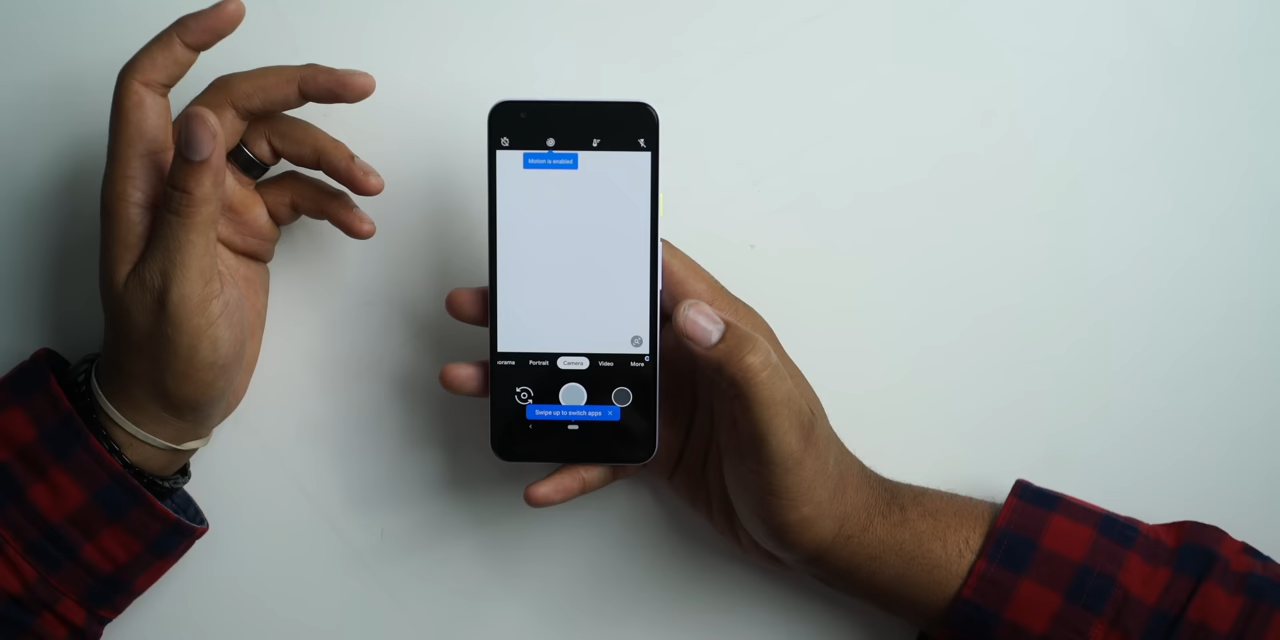 Motion is enabled
orama Portrait Camera Video More
Swipe up to switch apps